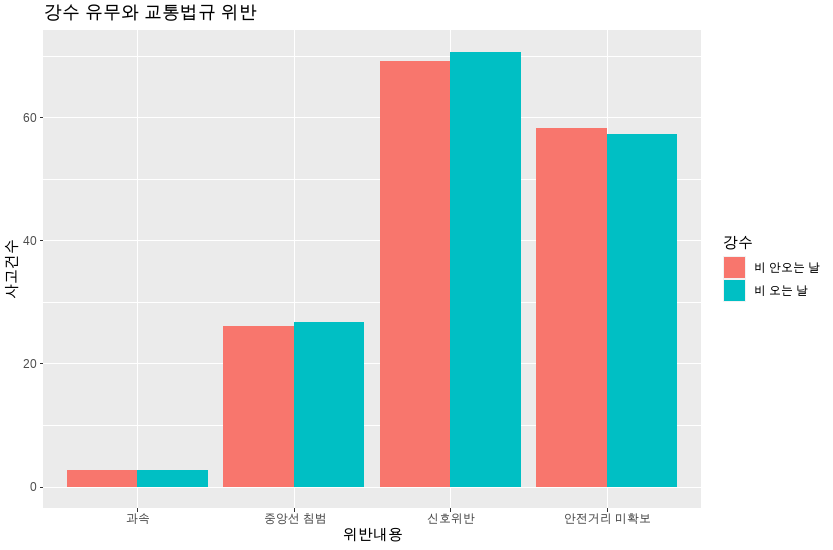 강수 유무와 교통법규 위반
60
40
20
0
사고건수
과속
중앙선 침범
신호위반
안전거리 미확보
위반내용
강수
비 안오는 날
비 오는 날